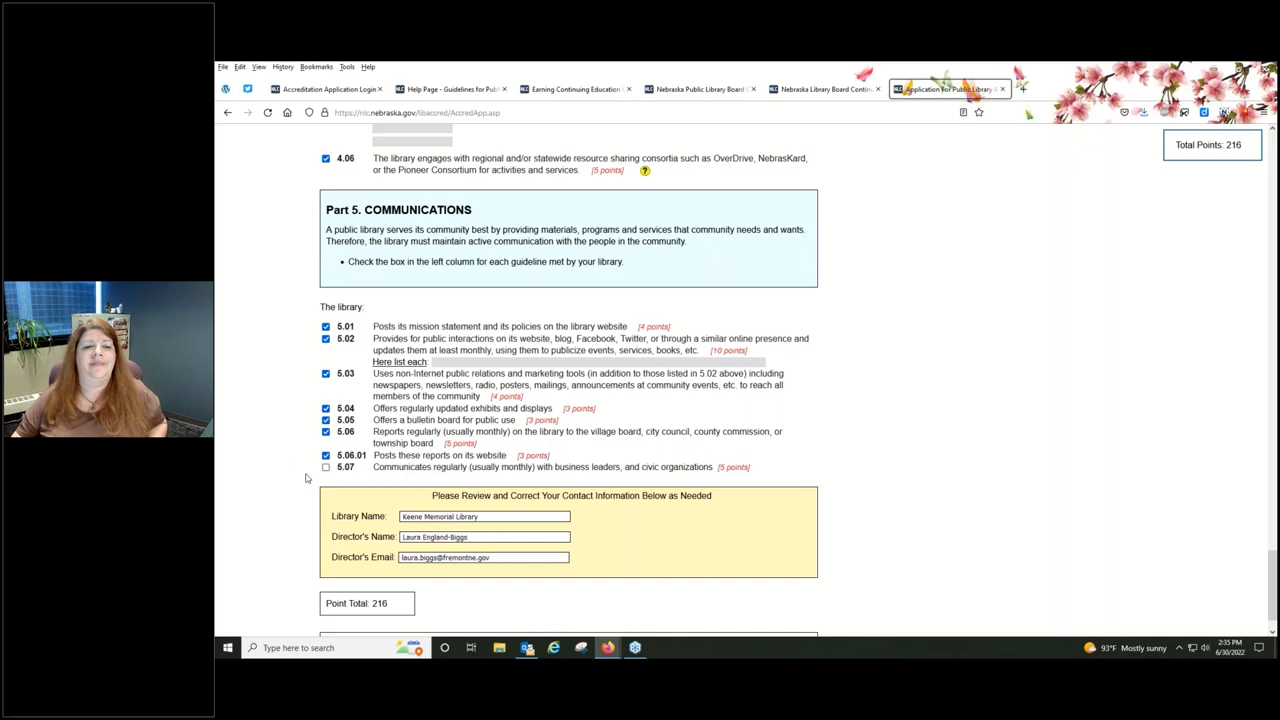 File Edit View History Bookmarks Tools Help
Accreditation Application Login
Help Page - Guidelines for Publ
Earning Continuing Education
Nebraska Public Library Board C
Nebraska Library Board Contin
Application For Public Library A
https://nlc.nebraska.gov/libaccred/AccredApp.asp
Total Points: 216
4.06 The library engages with regional and/or statewide resource sharing consortia such as OverDrive, NebrasKard,
or the Pioneer Consortium for activities and services. [5 points] ?
Part 5. COMMUNICATIONS
A public library serves its community best by providing materials, programs and services that community needs and wants.
Therefore, the library must maintain active communication with the people in the community.
• Check the box in the left column for each guideline met by your library.
The library:
5.01 Posts its mission statement and its policies on the library website [4 points]
5.02 Provides for public interactions on its website, blog, Facebook, Twitter, or through a similar online presence and
updates them at least monthly, using them to publicize events, services, books, etc. [10 points]
Here list each:
5.03 Uses non-Internet public relations and marketing tools (in addition to those listed in 5.02 above) including
newspapers, newsletters, radio, posters, mailings, announcements at community events, etc. to reach all
members of the community [4 points]
5.04 Offers regularly updated exhibits and displays [3 points]
5.05 Offers a bulletin board for public use [3 points]
5.06 Reports regularly (usually monthly) on the library to the village board, city council, county commission, or
township board [5 points]
5.06.01 Posts these reports on its website [3 points]
5.07 Communicates regularly (usually monthly) with business leaders, and civic organizations [5 points]
Please Review and Correct Your Contact Information Below as Needed
Library Name: Keene Memorial Library
Director's Name: Laura England-Biggs
Director's Email: laura.biggs@fremontne.gov
Point Total: 216
Type here to search
93°F Mostly sunny
2:35 PM
6/30/2022